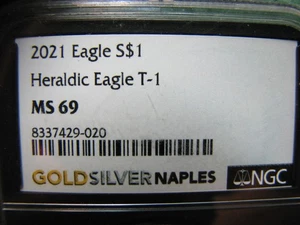 2021 Eagle S$1
Heraldic Eagle T-1
MS 69
8337429-020
GOLDSILVER NAPLES NGC